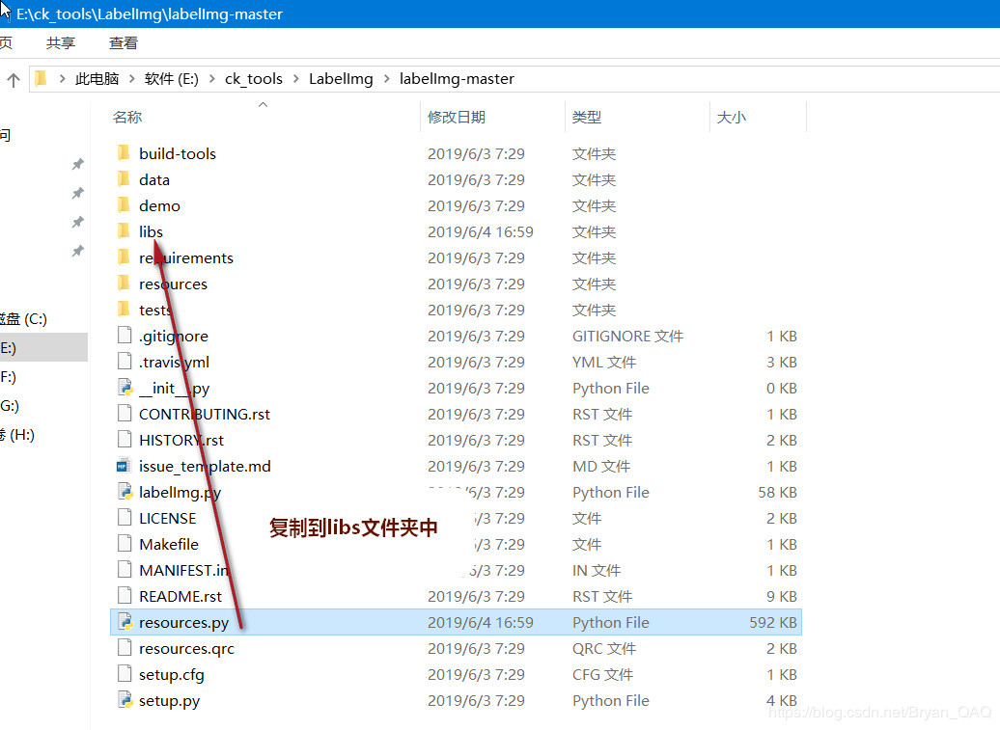 E:\ck_tools\LabelImg\labelImg-master
页 共享 查看
此电脑 > 软件 (E:) > ck_tools > LabelImg > labelImg-master
名称 修改日期 类型 大小
问
build-tools 2019/6/3 7:29 文件夹
data 2019/6/3 7:29 文件夹
demo 2019/6/3 7:29 文件夹
libs 2019/6/4 16:59 文件夹
requirements 2019/6/3 7:29 文件夹
resources 2019/6/3 7:29 文件夹
tests 2019/6/3 7:29 文件夹
磁盘 (C:)
.gitignore 2019/6/3 7:29 GITIGNORE 文件 1 KB
E:)
.travis.yml 2019/6/3 7:29 YML 文件 3 KB
F:)
__init__.py 2019/6/3 7:29 Python File 0 KB
G:)
CONTRIBUTING.rst 2019/6/3 7:29 RST 文件 1 KB
(H:)
HISTORY.rst 2019/6/3 7:29 RST 文件 2 KB
issue_template.md 2019/6/3 7:29 MD 文件 1 KB
labelImg.py /6/3 7:29 Python File 58 KB
LICENSE /3 7:29 文件 2 KB
复制到libs文件夹中
Makefile /3 7:29 文件 1 KB
MANIFEST.in 6/3 7:29 IN 文件 1 KB
README.rst 2019/6/3 7:29 RST 文件 9 KB
resources.py 2019/6/4 16:59 Python File 592 KB
resources.qrc 2019/6/3 7:29 QRC 文件 2 KB
setup.cfg 2019/6/3 7:29 CFG 文件 1 KB
setup.py 2019/6/3 7:29 Python File 4 KB
https://blog.csdn.net/Bryan_QAQ